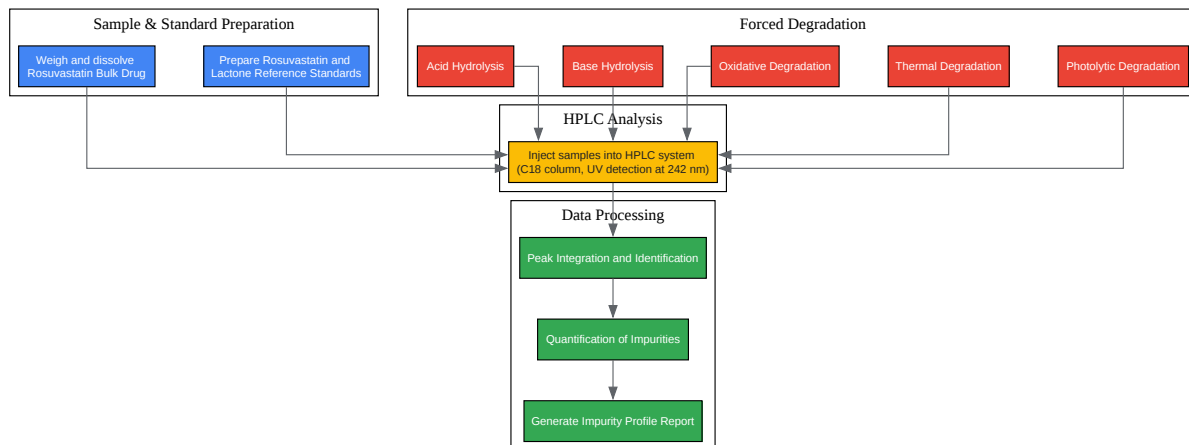 Sample & Standard Preparation
Weigh and dissolve
Rosuvastatin Bulk Drug
Prepare Rosuvastatin and
Lactone Reference Standards
Forced Degradation
Acid Hydrolysis
Base Hydrolysis
Oxidative Degradation
Thermal Degradation
Photolytic Degradation
HPLC Analysis
Inject samples into HPLC system
(C18 column, UV detection at 242 nm)
Data Processing
Peak Integration and Identification
Quantification of Impurities
Generate Impurity Profile Report